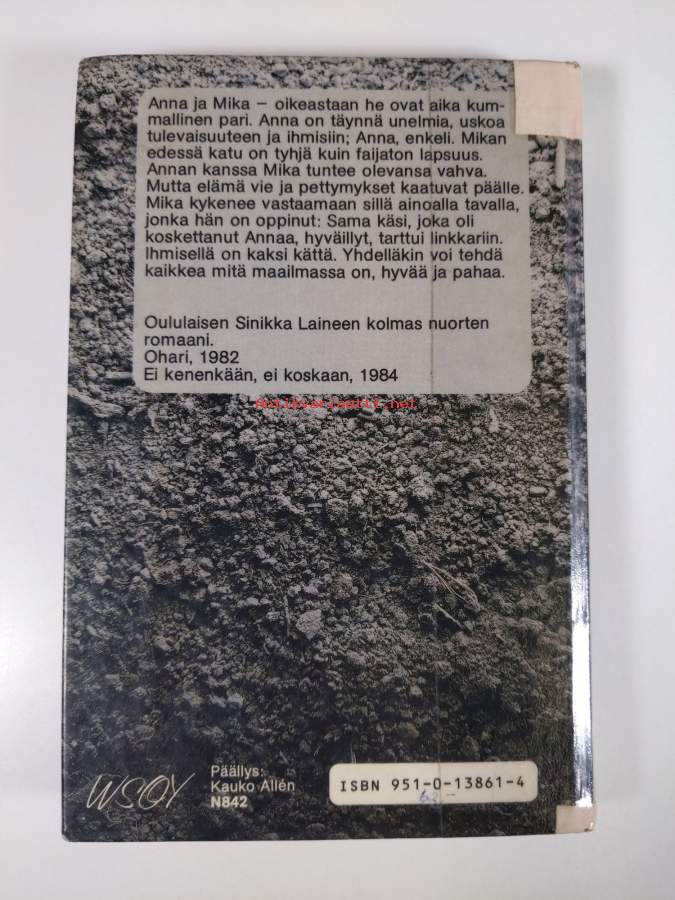 Anna ja Mika – oikeastaan he ovat aika kum-
mallinen pari. Anna on täynnä unelmia, uskoa
tulevaisuuteen ja ihmisiin; Anna, enkeli. Mikan
edessä katu on tyhjä kuin faijaton lapsuus.
Annan kanssa Mika tuntee olevansa vahva.
Mutta elämä vie ja pettymykset kaatuvat päälle.
Mika kykenee vastaamaan sillä ainoalla tavalla,
jonka hän on oppinut: Sama käsi, joka oli
koskettanut Annaa, hyväillyt, tarttui linkkariin.
Ihmisellä on kaksi kättä. Yhdelläkin voi tehdä
kaikkea mitä maailmassa on, hyvää ja pahaa.
Oululaisen Sinikka Laineen kolmas nuorten
romaani.
Ohari, 1982
Ei kenenkään, ei koskaan, 1984
antikvariaatit.net
WSOY
Päällys:
Kauko Allén
N842
ISBN 951-0-13861-4